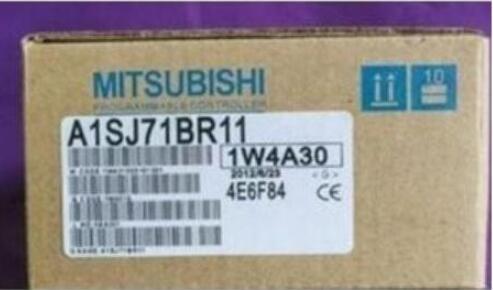 MITSUBISHI
PROGRAMMABLE CONTROLLER
10
A1SJ71BR11
1W4A30
2012/6/23 <G>
4E6F84 CE